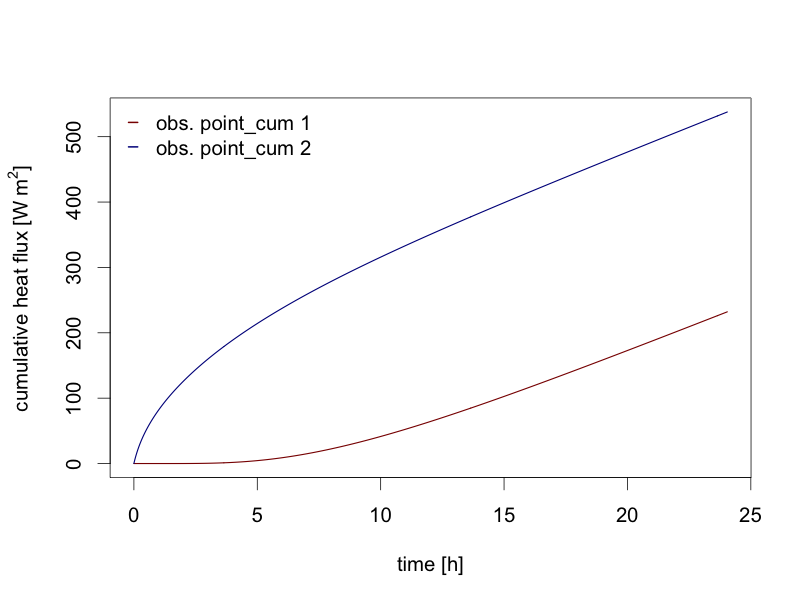 obs. point_cum 1
obs. point_cum 2
cumulative heat flux [W m²]
500
400
300
200
100
0
0 5 10 15 20 25
time [h]